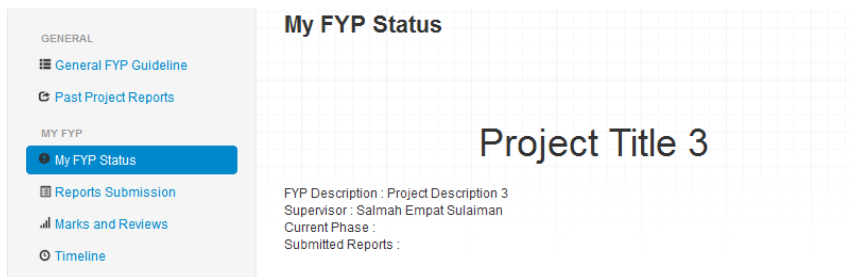 GENERAL
General FYP Guideline
Past Project Reports
MY FYP
My FYP Status
Reports Submission
Marks and Reviews
Timeline
My FYP Status
Project Title 3
FYP Description : Project Description 3
Supervisor : Salmah Empat Sulaiman
Current Phase :
Submitted Reports :